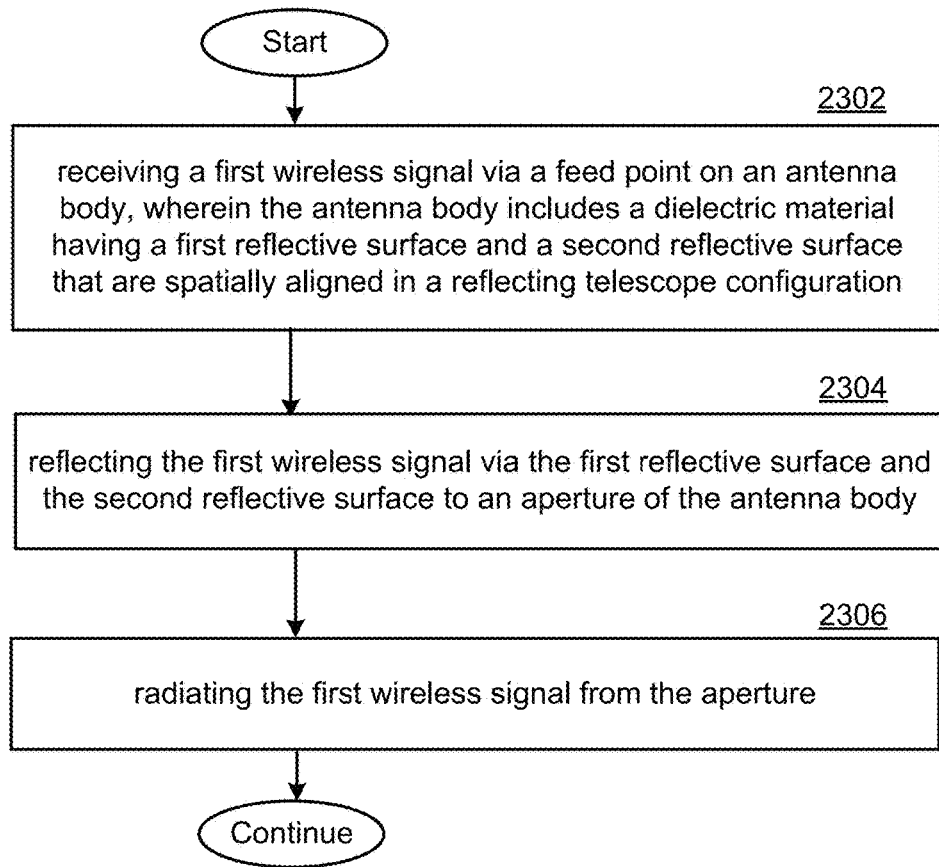 Start
2302
receiving a first wireless signal via a feed point on an antenna
body, wherein the antenna body includes a dielectric material
having a first reflective surface and a second reflective surface
that are spatially aligned in a reflecting telescope configuration
2304
reflecting the first wireless signal via the first reflective surface and
the second reflective surface to an aperture of the antenna body
2306
radiating the first wireless signal from the aperture
Continue